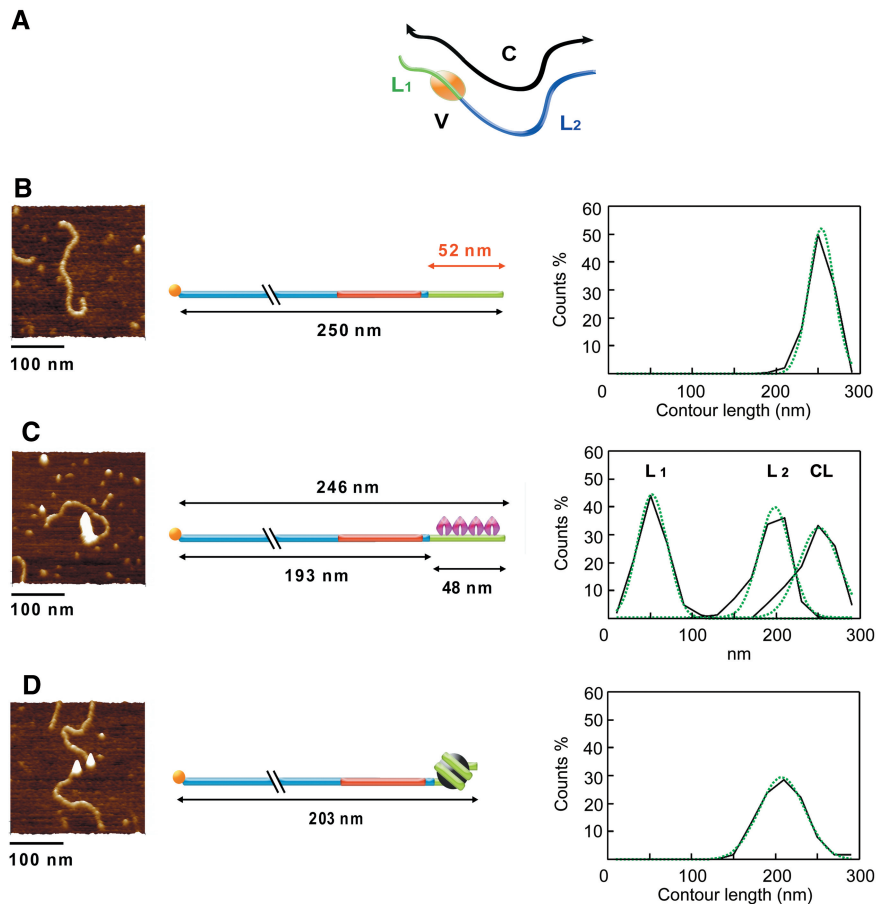 A
C
L1
V
L2
B
100 nm
52 nm
250 nm
Counts %
60
50
40
30
20
10
0 100 200 300
Contour length (nm)
C
100 nm
246 nm
193 nm
48 nm
Counts %
60
50
40
30
20
10
L 1 L 2 CL
0 100 200 300
nm
D
100 nm
203 nm
Counts %
60
50
40
30
20
10
0 100 200 300
Contour length (nm)